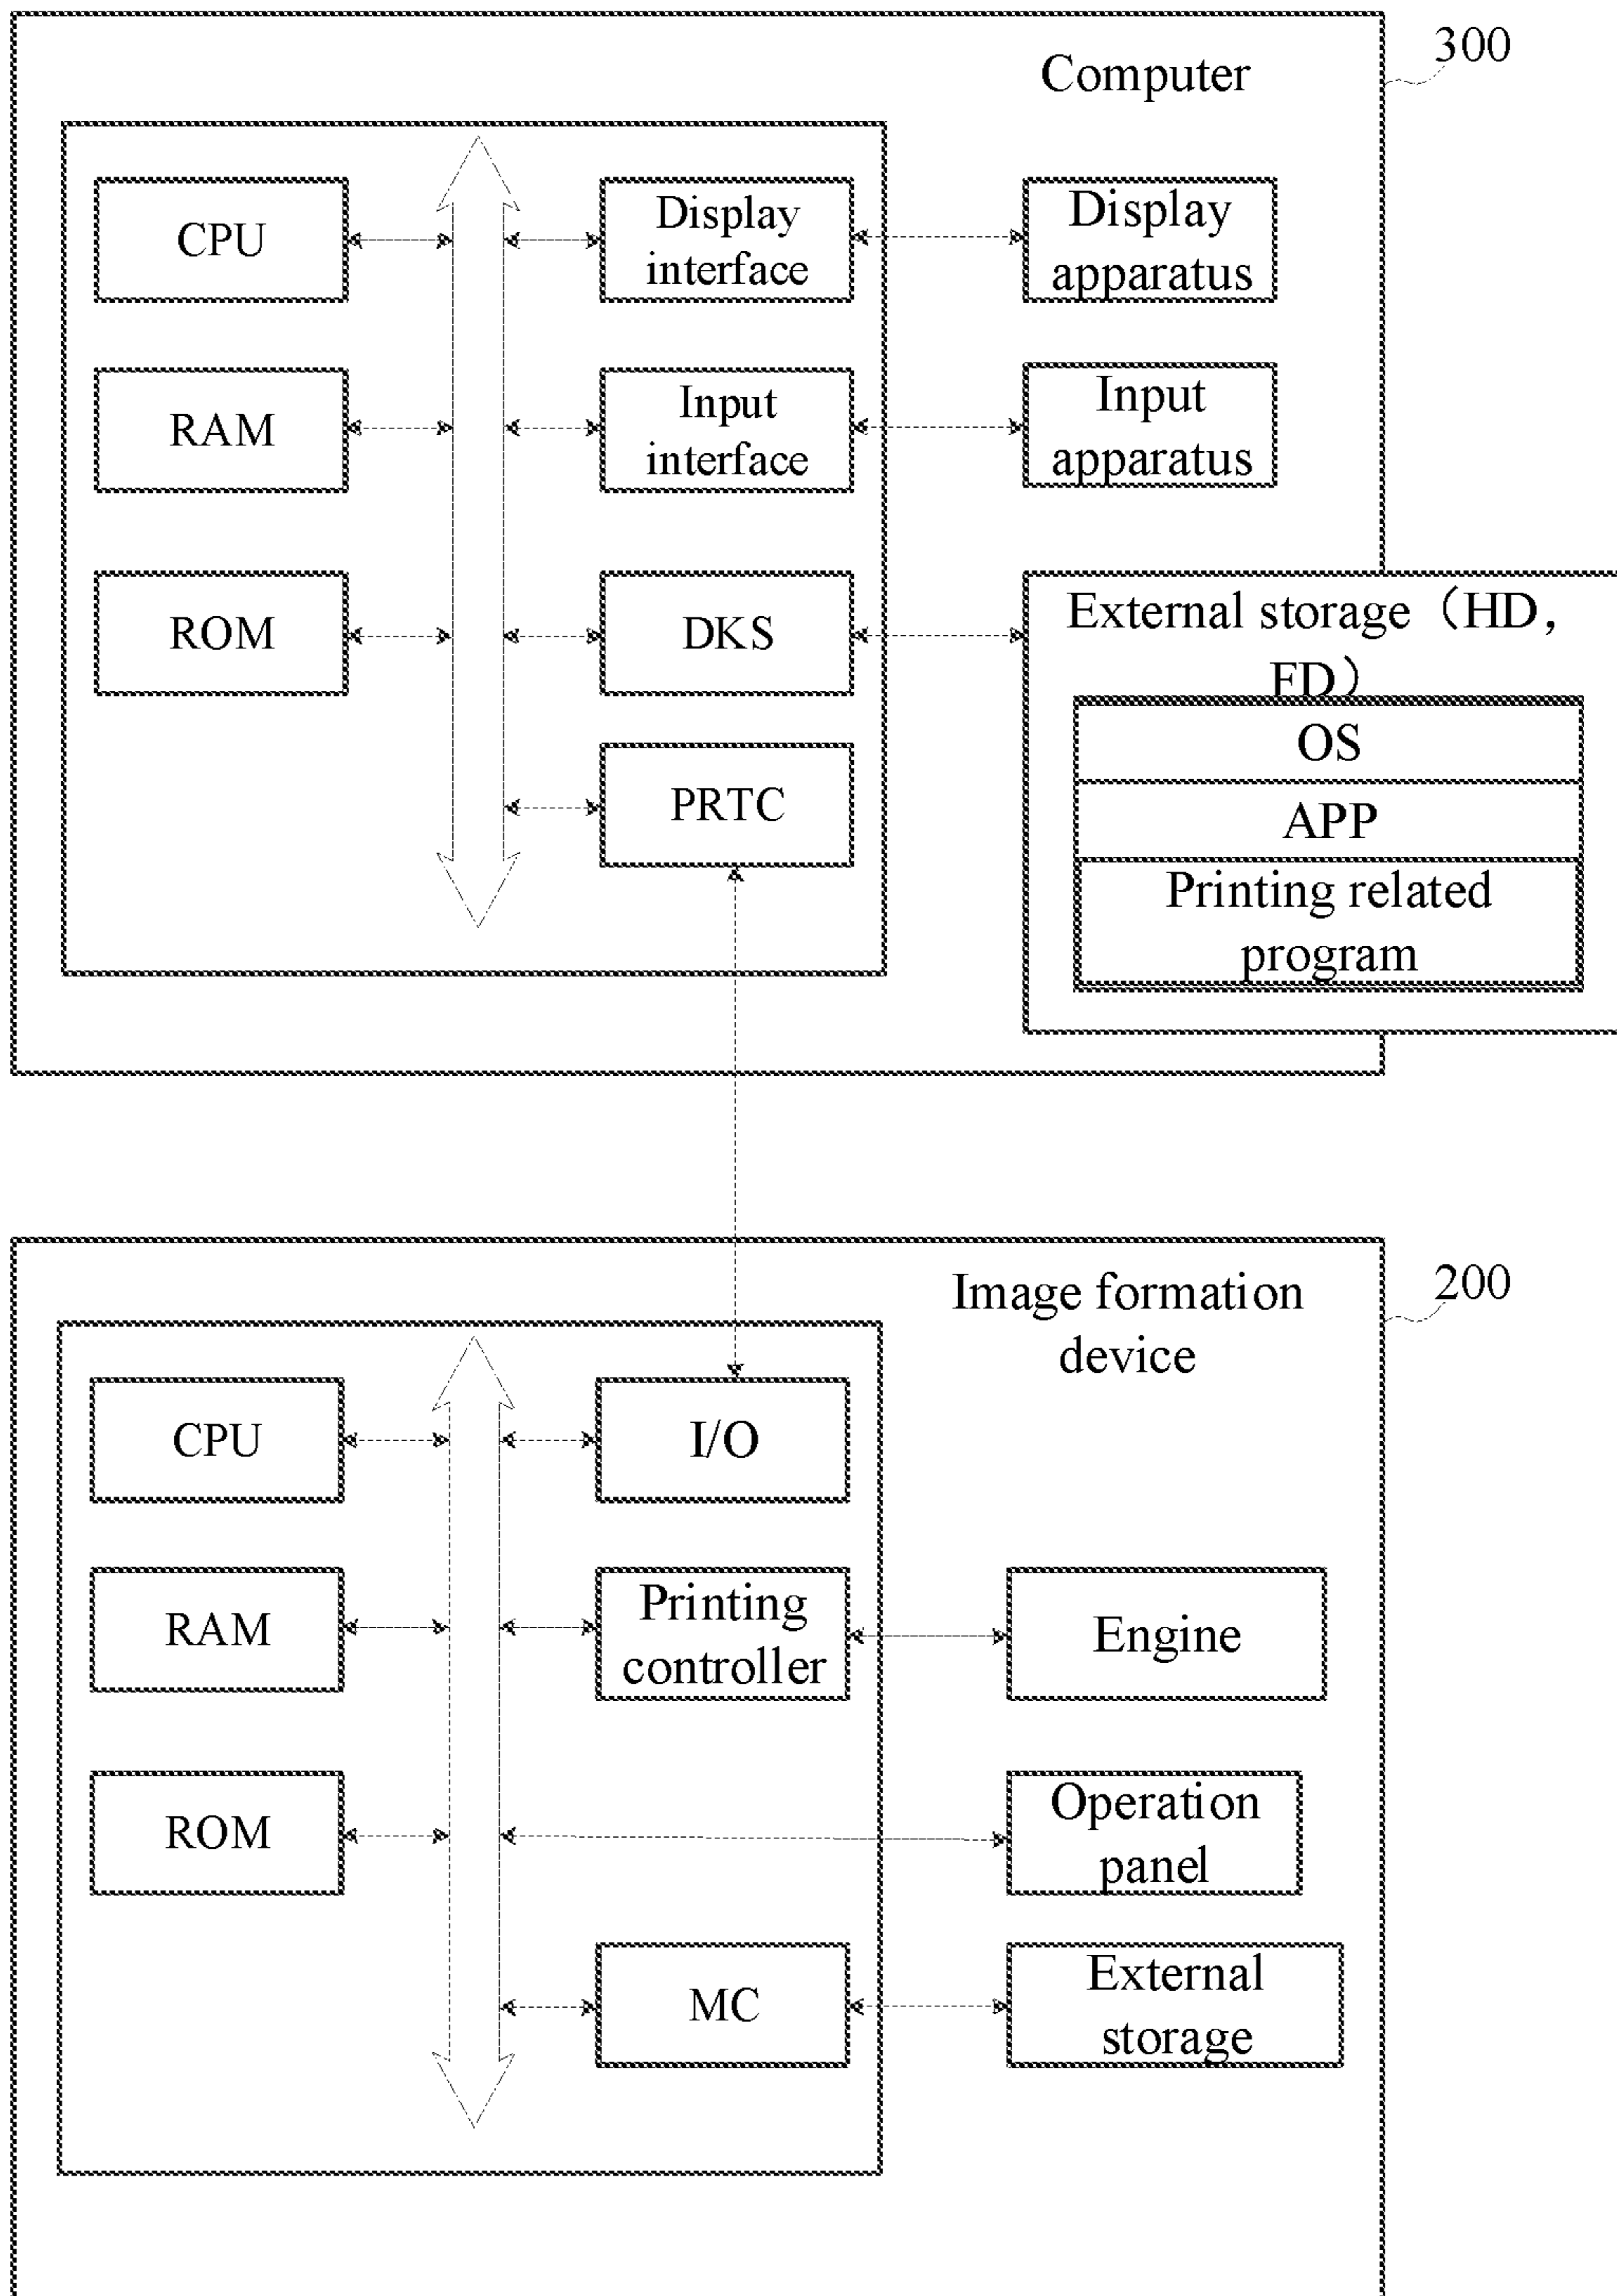 Computer
300
CPU
Display
interface
Display
apparatus
RAM
Input
interface
Input
apparatus
ROM
DKS
External storage（HD，
FD）
OS
APP
Printing related
program
PRTC
Image formation
device
200
CPU
I/O
RAM
Printing
controller
Engine
ROM
Operation
panel
MC
External
storage